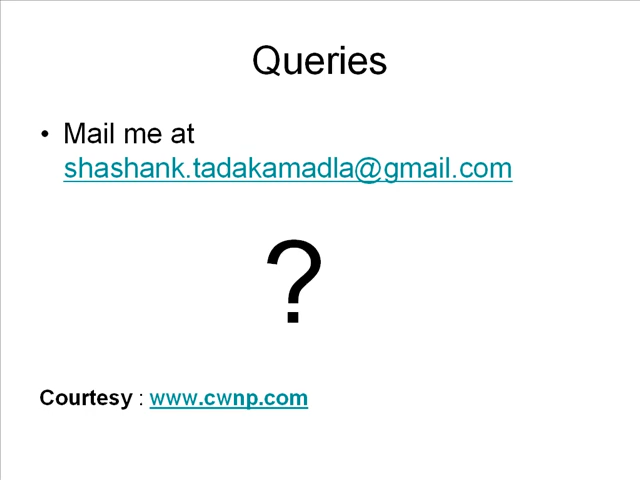 Queries
• Mail me at
shashank.tadakamadla@gmail.com
?
Courtesy : www.cwnp.com